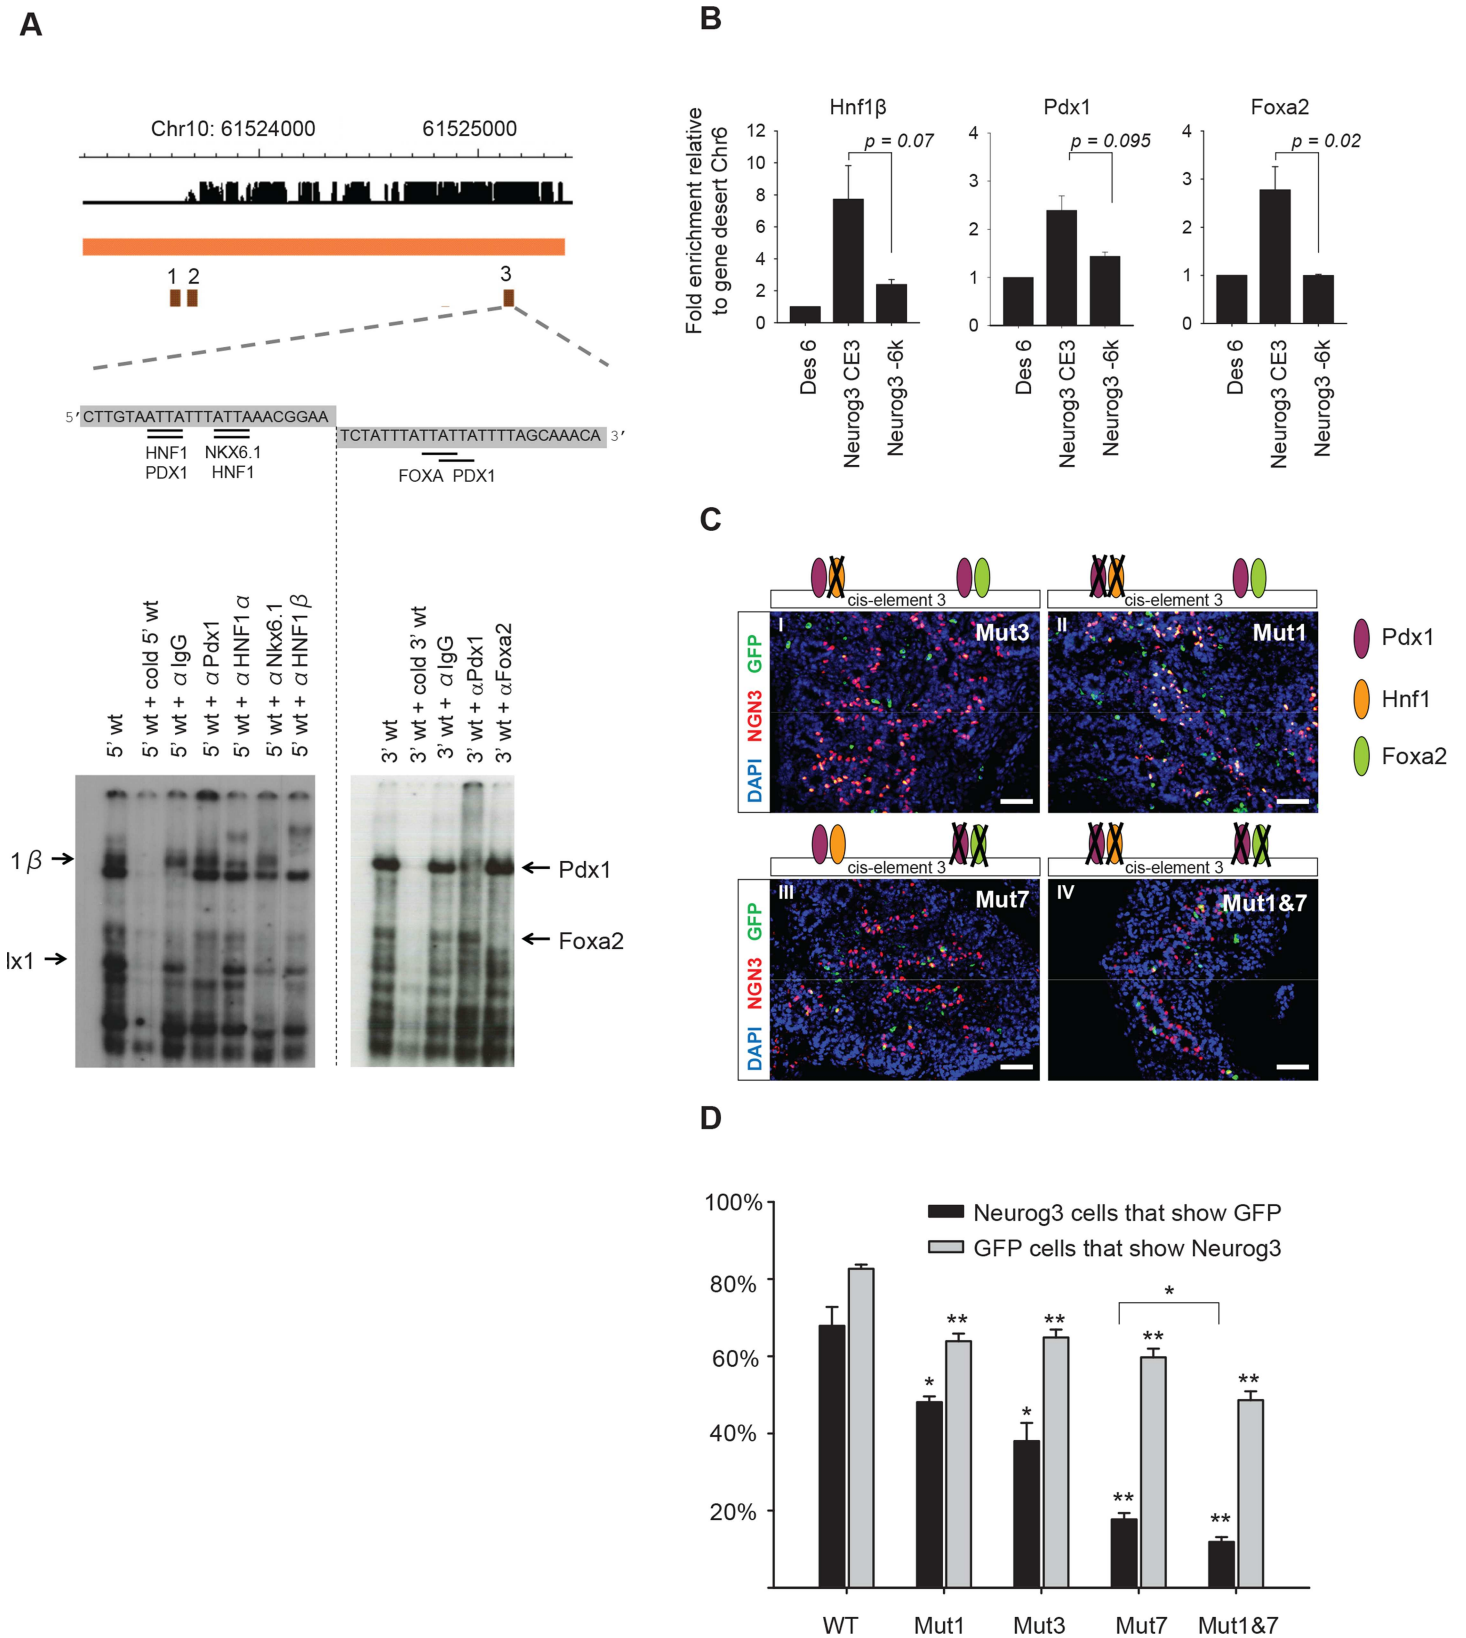 A
Chr10: 61524000 61525000
1 2 3
5′ CTTGTAATTATTTATTAAACGGAA
TCTATTTATTATTATTTTAGCAAACA 3′
HNF1 NKX6.1
PDX1 HNF1
FOXA PDX1
5' wt
5' wt + cold 5' wt
5' wt + αIgG
5' wt + αPdx1
5' wt + αHNF1α
5' wt + αNkx6.1
5' wt + αHNF1β
3' wt
3' wt + cold 3' wt
3' wt + αIgG
3' wt + αPdx1
3' wt + αFoxa2
1β
lx1
Pdx1
Foxa2
B
Fold enrichment relative
to gene desert Chr6
Hnf1β
p = 0.07
12
10
8
6
4
2
0
Des 6
Neurog3 CE3
Neurog3 -6k
Pdx1
p = 0.095
4
3
2
1
0
Des 6
Neurog3 CE3
Neurog3 -6k
Foxa2
p = 0.02
4
3
2
1
0
Des 6
Neurog3 CE3
Neurog3 -6k
C
cis-element 3
cis-element 3
DAPI NGN3 GFP
I Mut3
II Mut1
Pdx1
Hnf1
Foxa2
cis-element 3
cis-element 3
DAPI NGN3 GFP
III Mut7
IV Mut1&7
D
100%
80%
60%
40%
20%
Neurog3 cells that show GFP
GFP cells that show Neurog3
*
** ** ** **
* * ** **
WT Mut1 Mut3 Mut7 Mut1&7